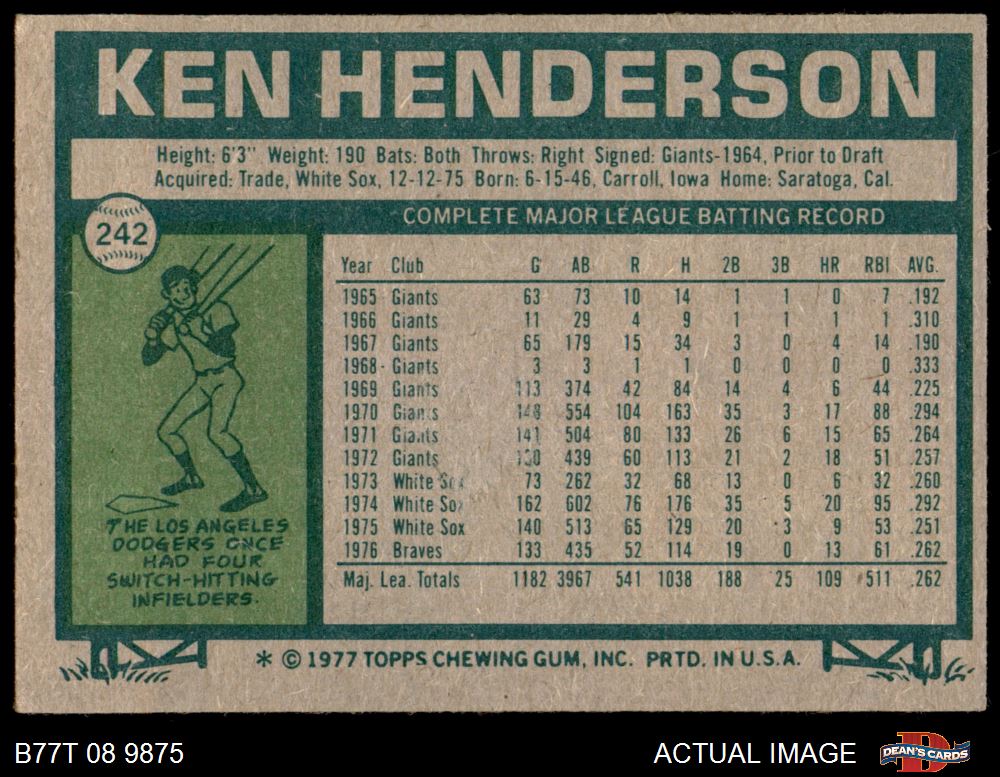 KEN HENDERSON
Height: 6'3" Weight: 190 Bats: Both Throws: Right Signed: Giants-1964, Prior to Draft
Acquired: Trade, White Sox, 12-12-75 Born: 6-15-46, Carroll, Iowa Home: Saratoga, Cal.
242
COMPLETE MAJOR LEAGUE BATTING RECORD
Year Club G AB R H 2B 3B HR RBI AVG.
1965 Giants 63 73 10 14 1 1 0 7 .192
1966 Giants 11 29 4 9 1 1 1 1 .310
1967 Giants 65 179 15 34 3 0 4 14 .190
1968 Giants 3 3 1 1 0 0 0 0 .333
1969 Giants 113 374 42 84 14 4 6 44 .225
1970 Giants 148 554 104 163 35 3 17 88 .294
1971 Giants 141 504 80 133 26 6 15 65 .264
1972 Giants 130 439 60 113 21 2 18 51 .257
1973 White Sox 73 262 32 68 13 0 6 32 .260
1974 White Sox 162 602 76 176 35 5 20 95 .292
1975 White Sox 140 513 65 129 20 3 9 53 .251
1976 Braves 133 435 52 114 19 0 13 61 .262
Maj. Lea. Totals 1182 3967 541 1038 188 25 109 511 .262
THE LOS ANGELES
DODGERS ONCE
HAD FOUR
SWITCH-HITTING
INFIELDERS.
* © 1977 TOPPS CHEWING GUM, INC. PRTD. IN U.S.A.
B77T 08 9875
ACTUAL IMAGE
DEAN'S CARDS